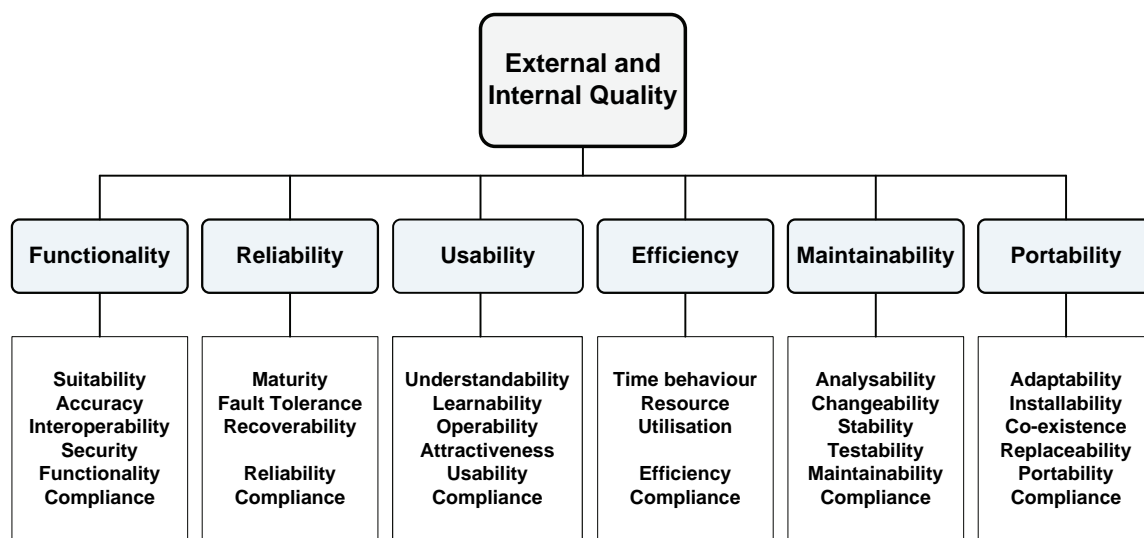 External and
Internal Quality
Functionality
Reliability
Usability
Efficiency
Maintainability
Portability
Suitability
Accuracy
Interoperability
Security
Functionality
Compliance
Maturity
Fault Tolerance
Recoverability
Reliability
Compliance
Understandability
Learnability
Operability
Attractiveness
Usability
Compliance
Time behaviour
Resource
Utilisation
Efficiency
Compliance
Analysability
Changeability
Stability
Testability
Maintainability
Compliance
Adaptability
Installability
Co-existence
Replaceability
Portability
Compliance